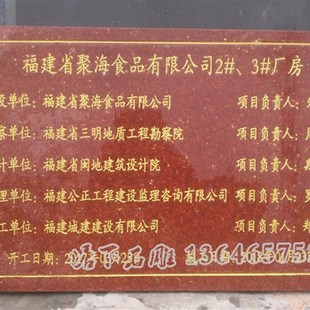 福建省聚海食品有限公司2#、3#厂房
设单位：福建省聚海食品有限公司 项目负责人：
察单位：福建省三明地质工程勘察院 项目负责人：
计单位：福建省闽地建筑设计院 项目负责人：
理单位：福建公正工程建设监理咨询有限公司 项目负责人：罗
工单位：福建城建建设有限公司 项目负责人：郑
开工日期：